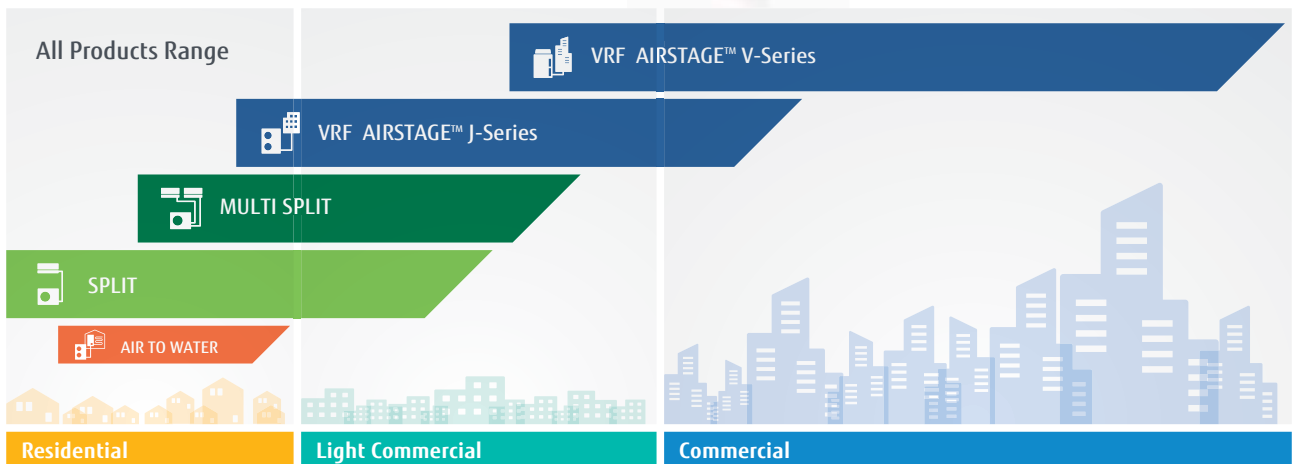 All Products Range
VRF AIRSTAGE™ V-Series
VRF AIRSTAGE™ J-Series
MULTI SPLIT
SPLIT
AIR TO WATER
Residential
Light Commercial
Commercial